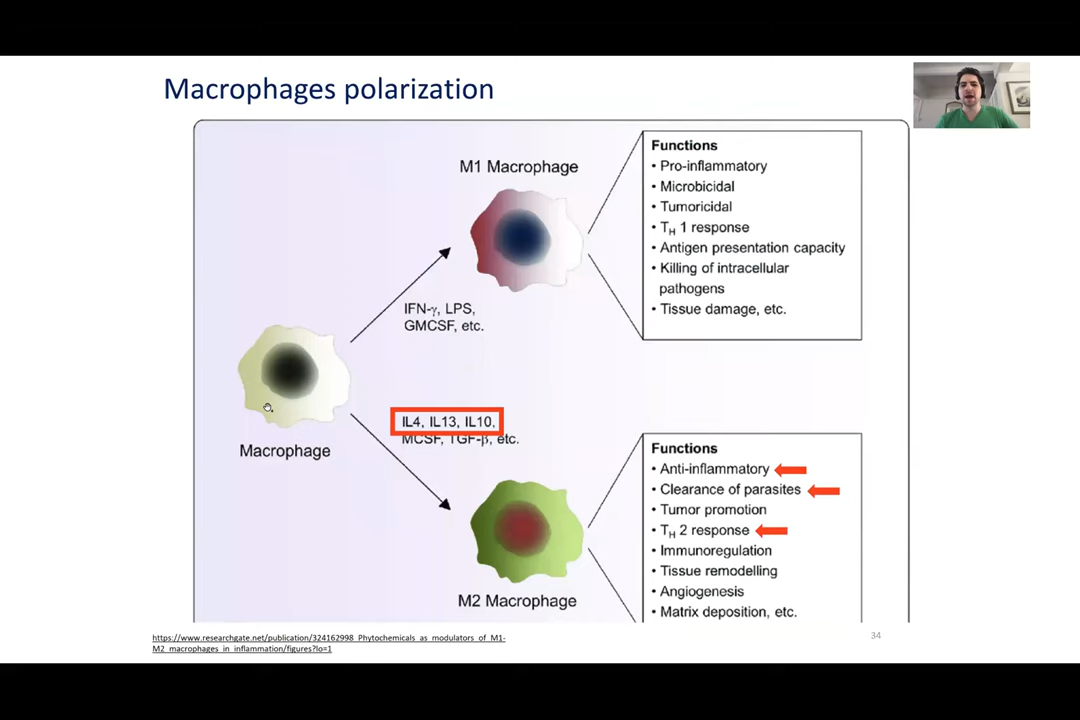 Macrophages polarization
M1 Macrophage
Functions
• Pro-inflammatory
• Microbicidal
• Tumoricidal
• TH 1 response
• Antigen presentation capacity
• Killing of intracellular
pathogens
• Tissue damage, etc.
IFN-γ, LPS,
GMCSF, etc.
Macrophage
IL4, IL13, IL10,
MCSF, TGF-β, etc.
M2 Macrophage
Functions
• Anti-inflammatory
• Clearance of parasites
• Tumor promotion
• TH 2 response
• Immunoregulation
• Tissue remodelling
• Angiogenesis
• Matrix deposition, etc.
https://www.researchgate.net/publication/324162998_Phytochemicals_as_modulators_of_M1-
M2_macrophages_in_inflammation/figures?lo=1
34